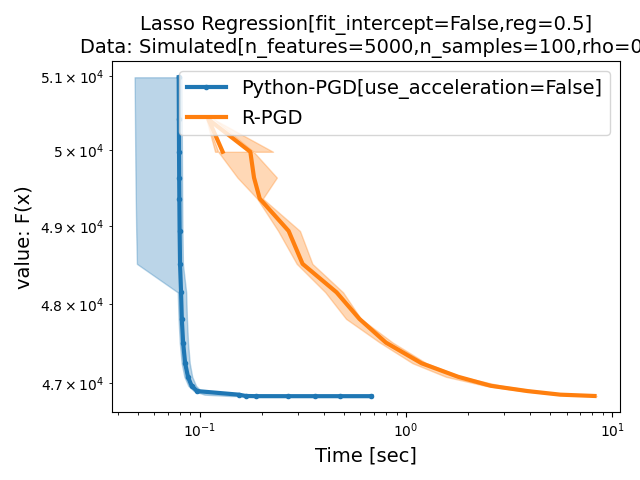 Lasso Regression[fit_intercept=False,reg=0.5]
Data: Simulated[n_features=5000,n_samples=100,rho=0
Python-PGD[use_acceleration=False]
R-PGD
value: F(x)
5.1 × 10⁴
5 × 10⁴
4.9 × 10⁴
4.8 × 10⁴
4.7 × 10⁴
10⁻¹ 10⁰ 10¹
Time [sec]